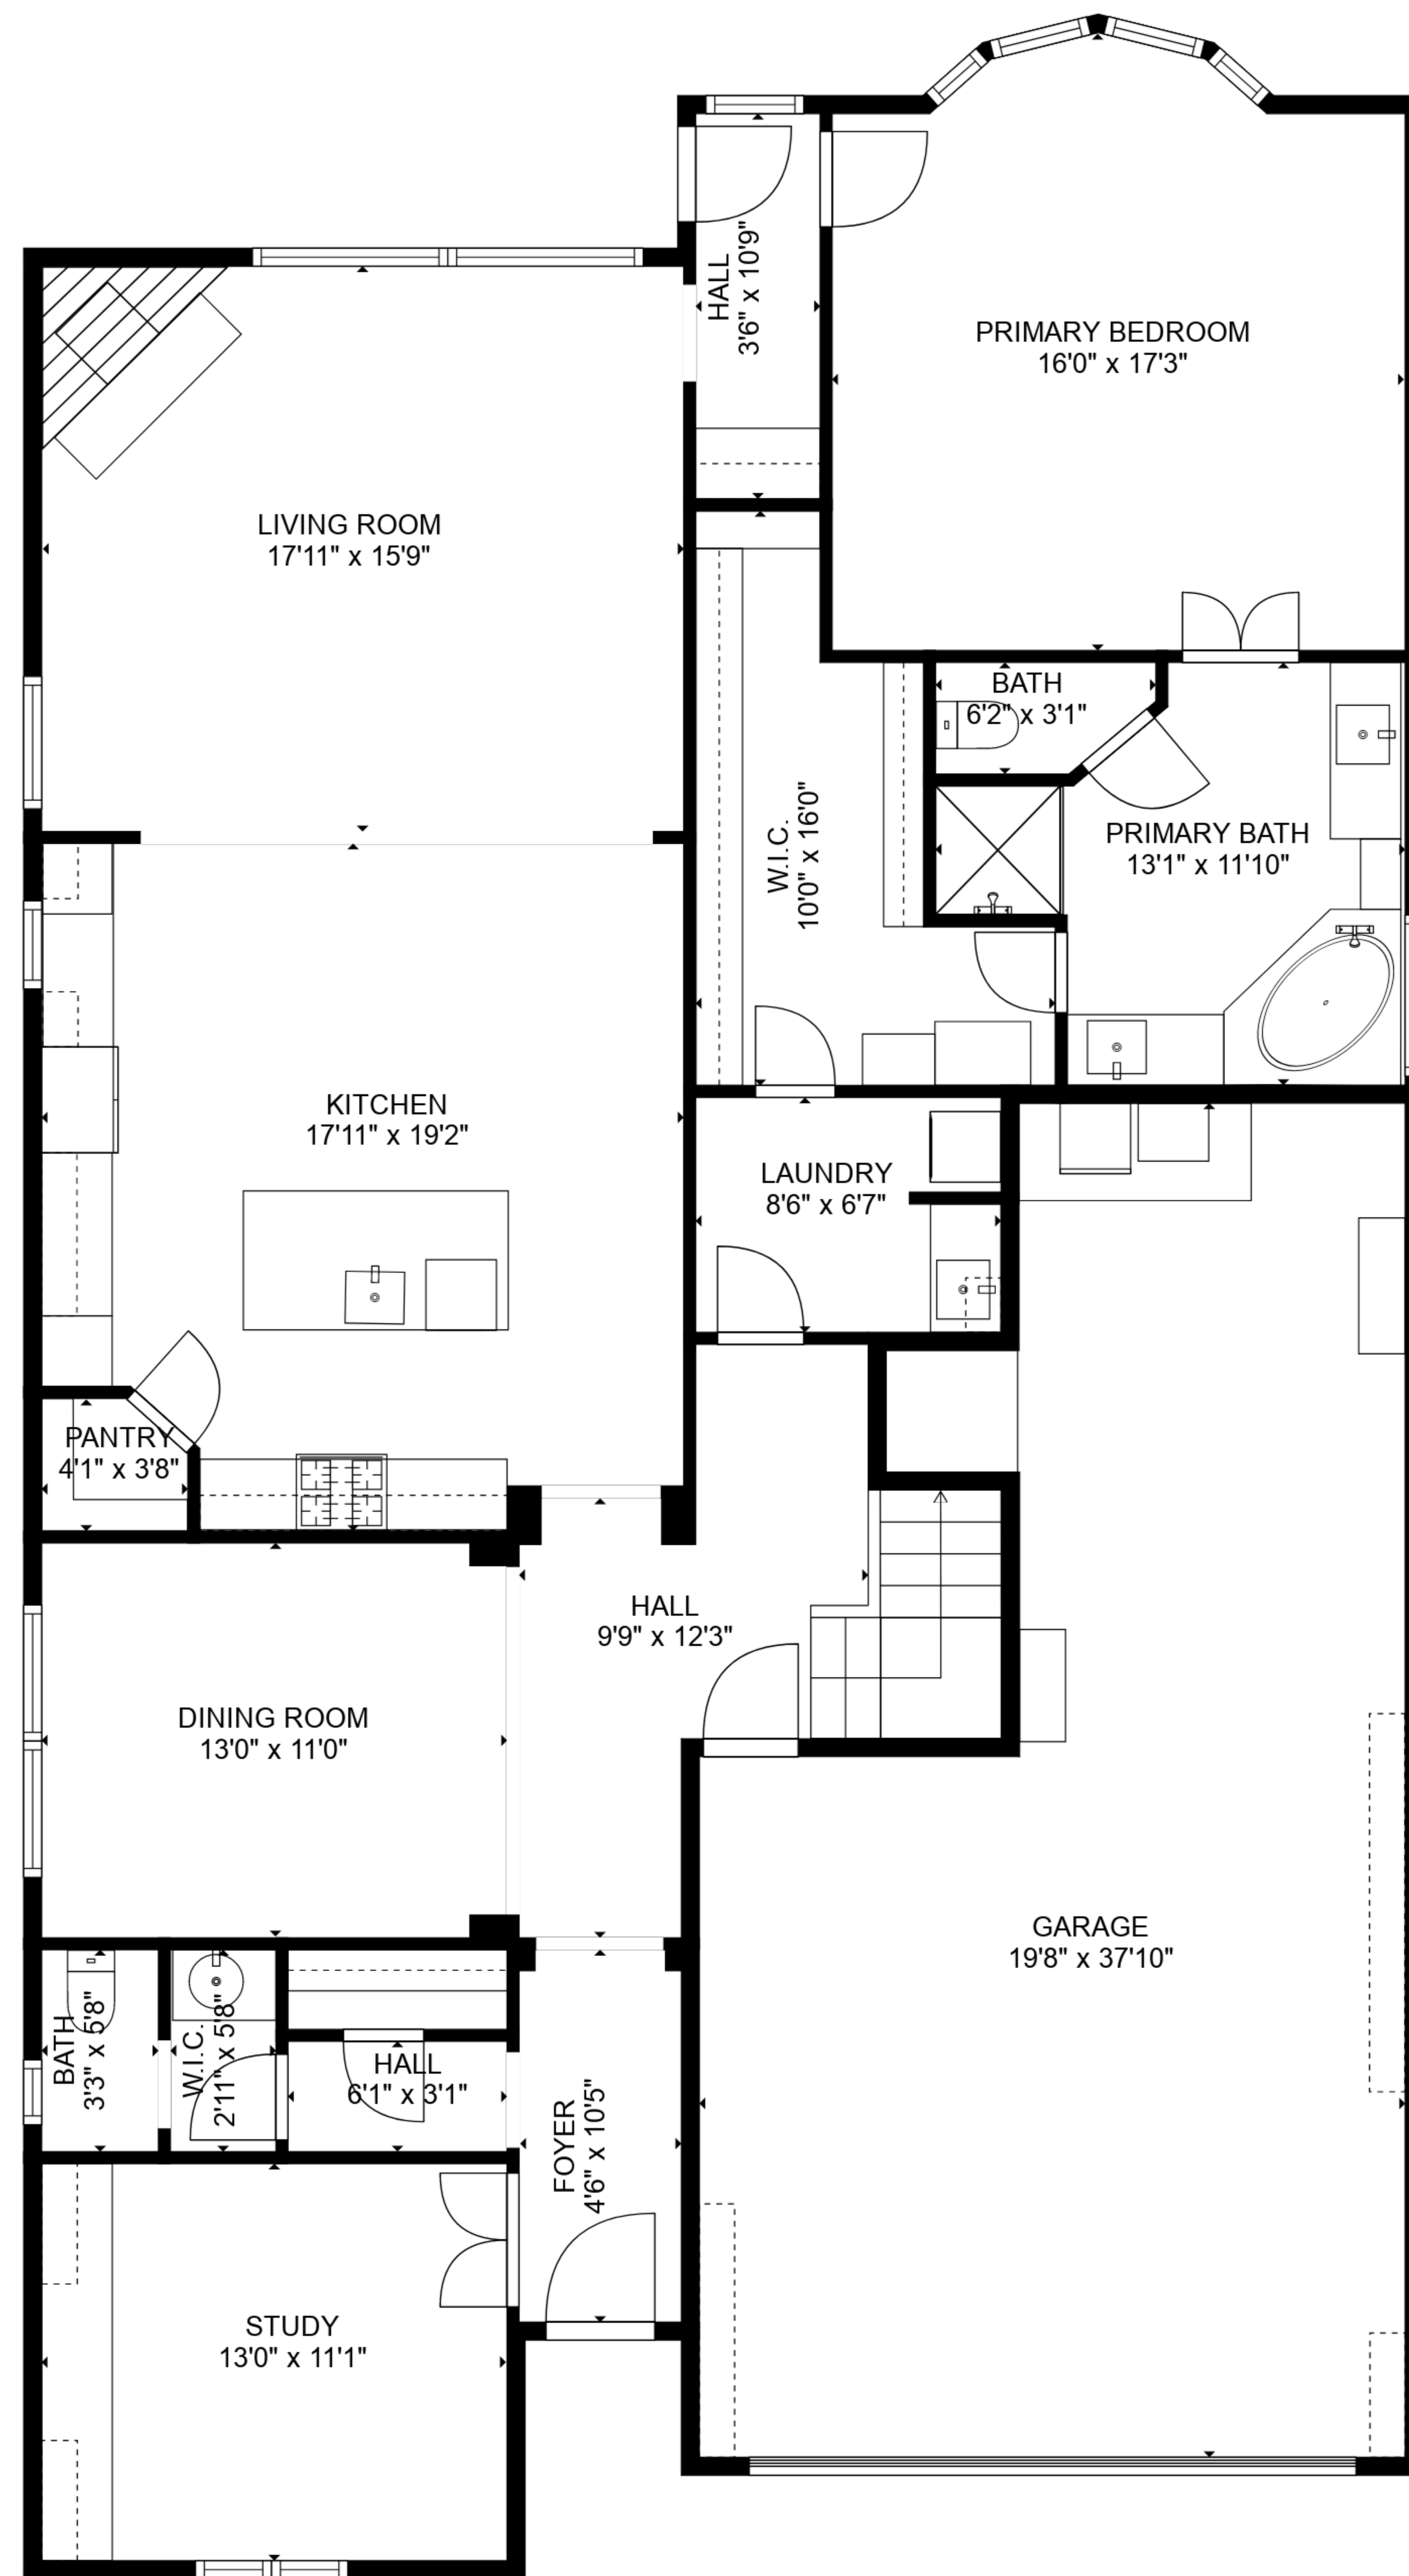 HALL
3'6" x 10'9"
PRIMARY BEDROOM
16'0" x 17'3"
LIVING ROOM
17'11" x 15'9"
BATH
6'2" x 3'1"
W.I.C.
10'0" x 16'0"
PRIMARY BATH
13'1" x 11'10"
KITCHEN
17'11" x 19'2"
LAUNDRY
8'6" x 6'7"
PANTRY
4'1" x 3'8"
HALL
9'9" x 12'3"
DINING ROOM
13'0" x 11'0"
GARAGE
19'8" x 37'10"
BATH
3'3" x 5'8"
W.I.C.
2'11" x 5'8"
HALL
6'1" x 3'1"
FOYER
4'6" x 10'5"
STUDY
13'0" x 11'1"